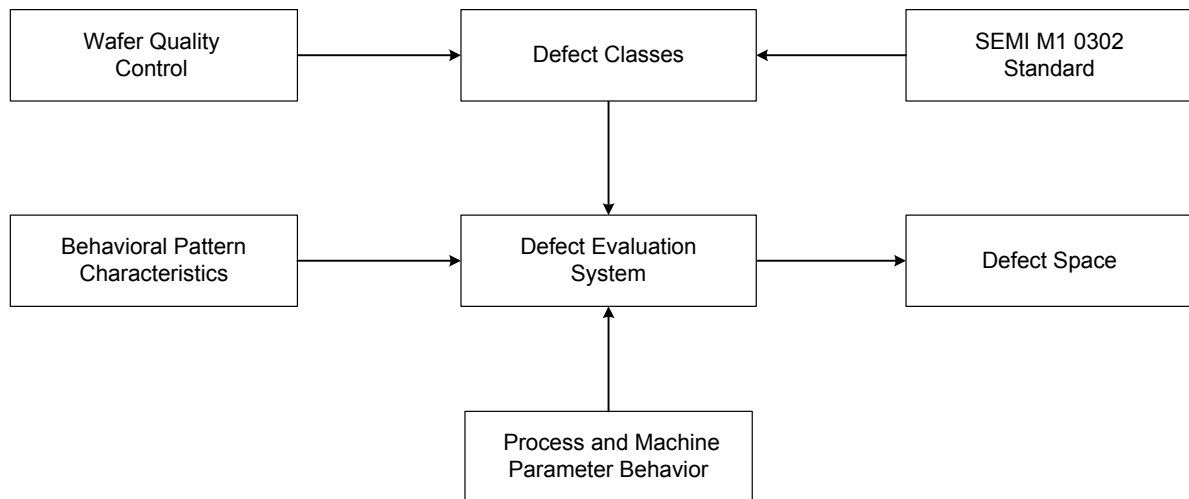 Wafer Quality
Control
Defect Classes
SEMI M1 0302
Standard
Behavioral Pattern
Characteristics
Defect Evaluation
System
Defect Space
Process and Machine
Parameter Behavior